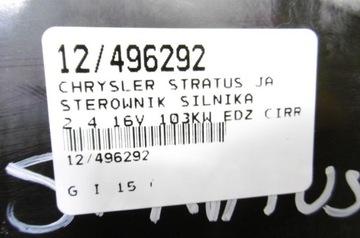 12/496292
CHRYSLER STRATUS JA
STEROWNIK SILNIKA
2 4 16V 103KW EDZ CIRR
12/496292
G I 15